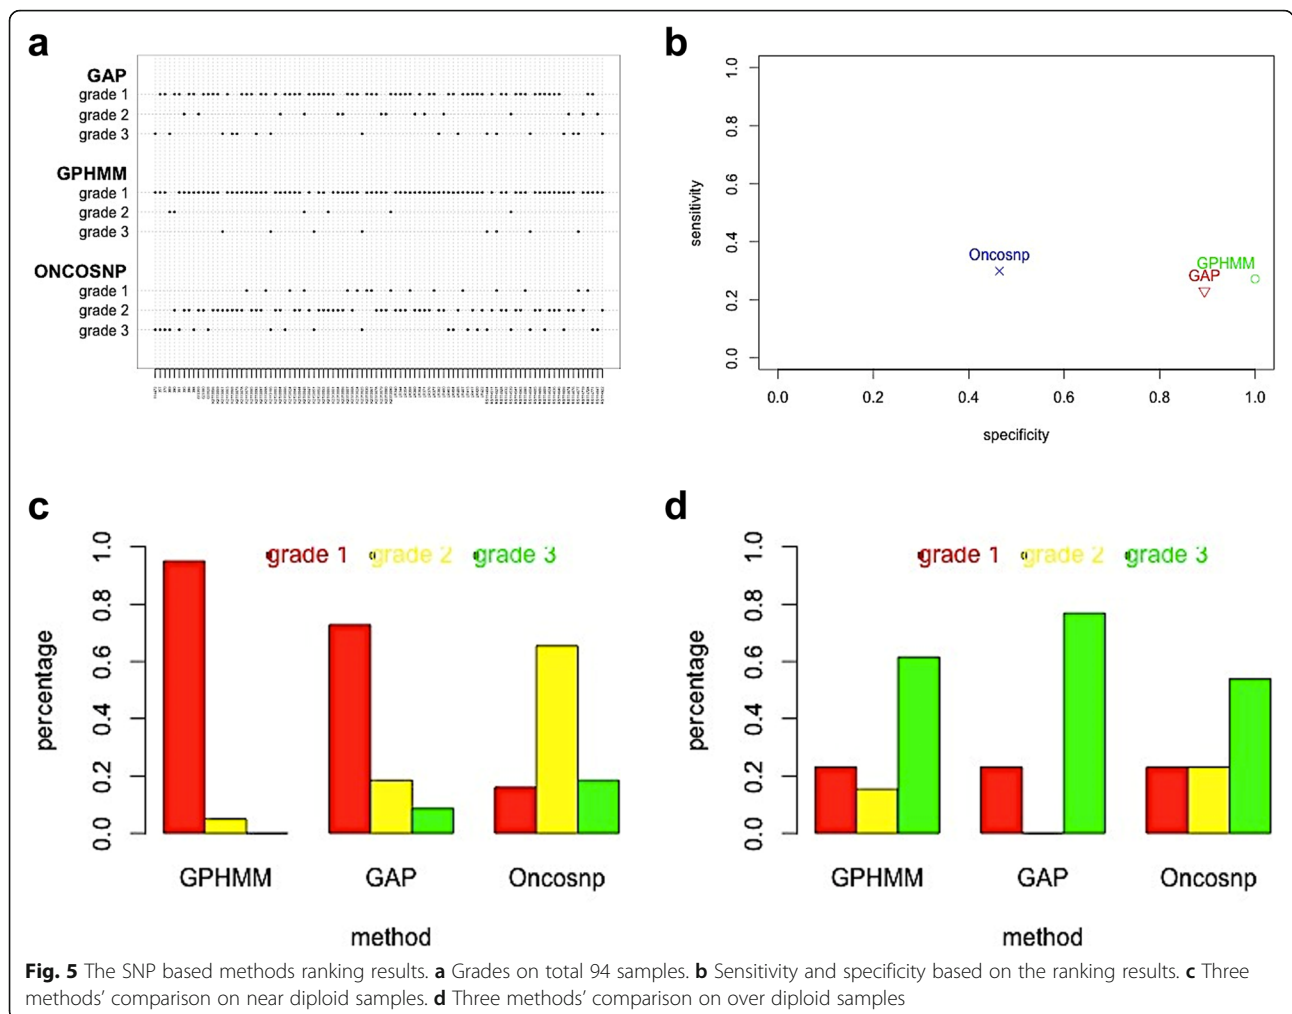 a
GAP
grade 1
grade 2
grade 3
GPHMM
grade 1
grade 2
grade 3
ONCOSNP
grade 1
grade 2
grade 3
b
sensitivity
1.0
0.8
0.6
0.4
0.2
0.0
Oncosnp
GPHMM
GAP
0.0 0.2 0.4 0.6 0.8 1.0
specificity
c
percentage
1.0
0.8
0.6
0.4
0.2
0.0
grade 1 grade 2 grade 3
GPHMM GAP Oncosnp
method
d
percentage
1.0
0.8
0.6
0.4
0.2
0.0
grade 1 grade 2 grade 3
GPHMM GAP Oncosnp
method
Fig. 5 The SNP based methods ranking results. a Grades on total 94 samples. b Sensitivity and specificity based on the ranking results. c Three
methods' comparison on near diploid samples. d Three methods' comparison on over diploid samples